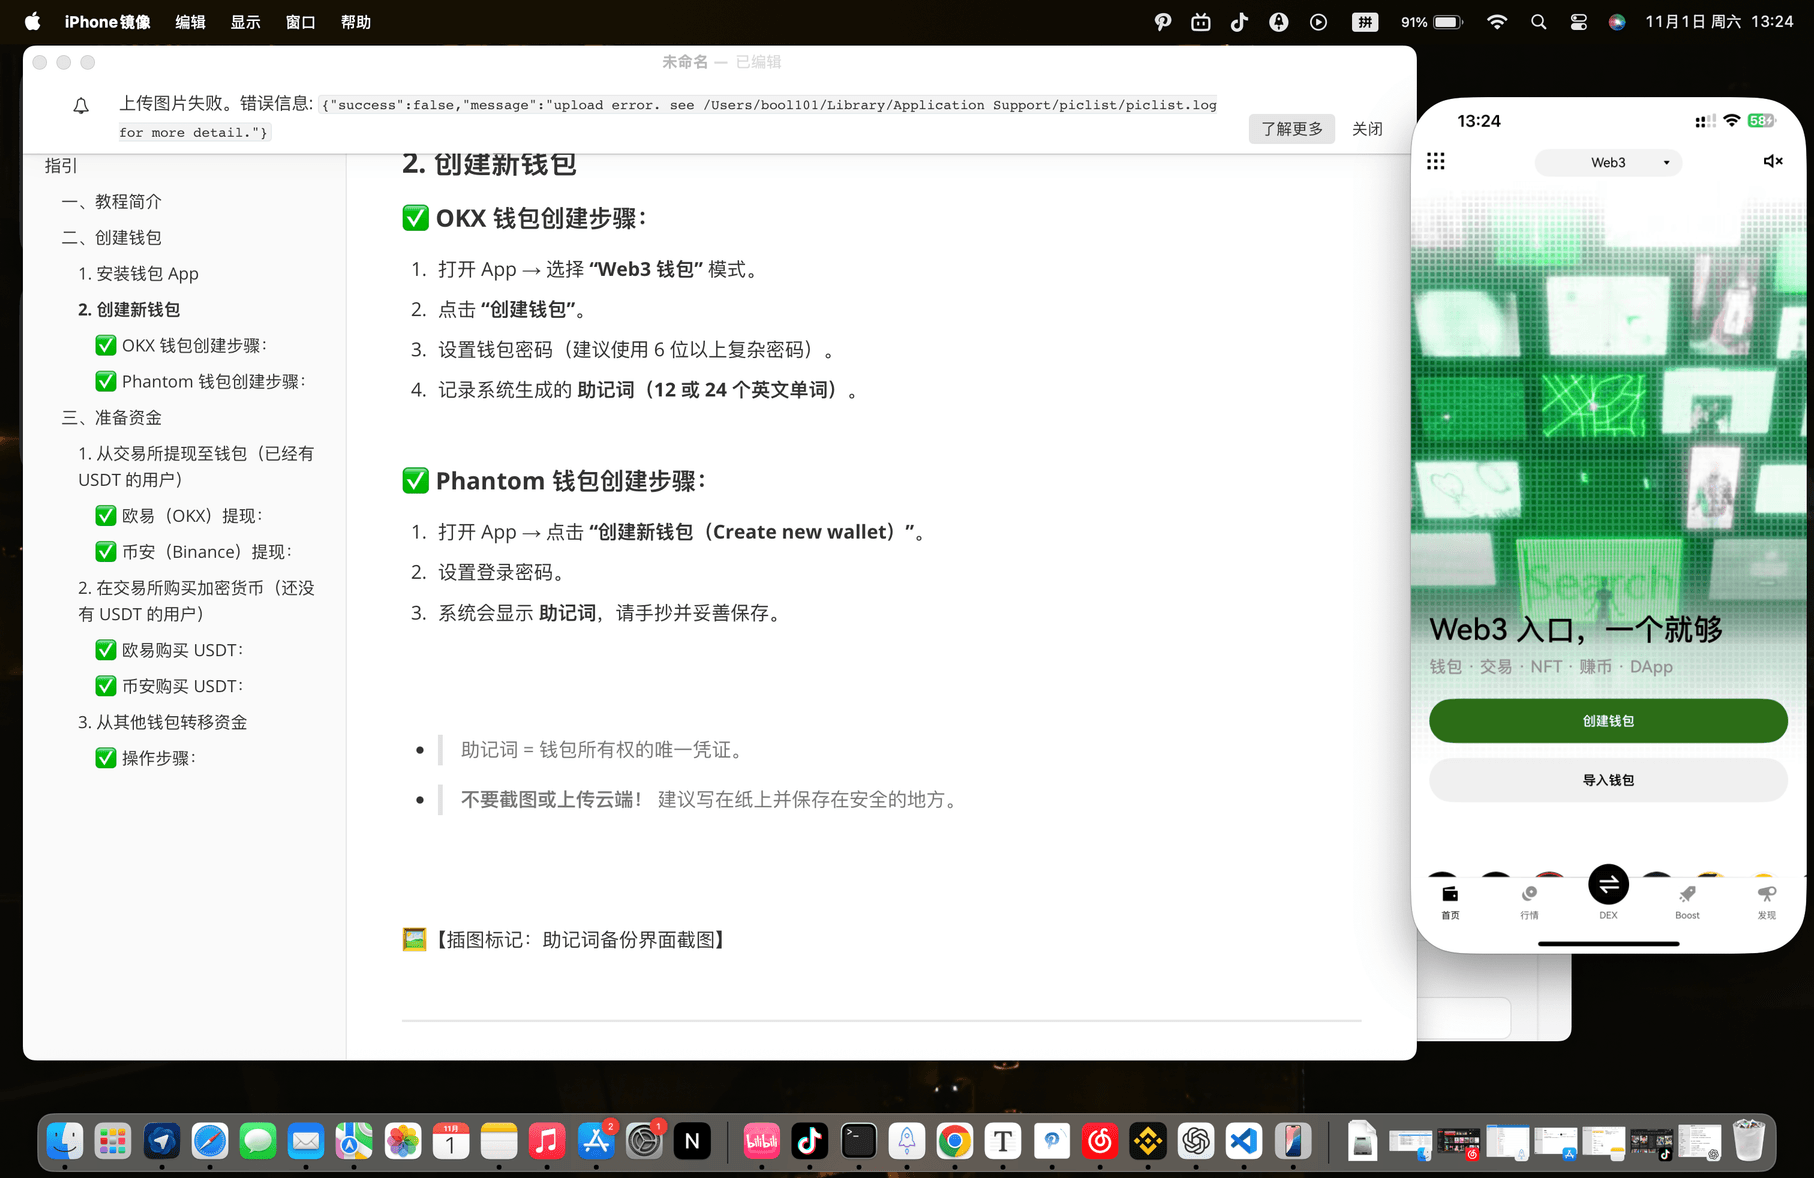 iPhone镜像 编辑 显示 窗口 帮助
拼 91% 11月1日 周六 13:24
未命名 — 已编辑
上传图片失败。错误信息: {"success":false,"message":"upload error. see /Users/bool101/Library/Application Support/piclist/piclist.log
for more detail."}
了解更多 关闭
指引
一、教程简介
二、创建钱包
1. 安装钱包 App
2. 创建新钱包
✅ OKX 钱包创建步骤：
✅ Phantom 钱包创建步骤：
三、准备资金
1. 从交易所提现至钱包（已经有
USDT 的用户）
✅ 欧易（OKX）提现：
✅ 币安（Binance）提现：
2. 在交易所购买加密货币（还没
有 USDT 的用户）
✅ 欧易购买 USDT：
✅ 币安购买 USDT：
3. 从其他钱包转移资金
✅ 操作步骤：
2. 创建新钱包
✅ OKX 钱包创建步骤：
1. 打开 App → 选择 “Web3 钱包” 模式。
2. 点击 “创建钱包”。
3. 设置钱包密码（建议使用 6 位以上复杂密码）。
4. 记录系统生成的 助记词（12 或 24 个英文单词）。
✅ Phantom 钱包创建步骤：
1. 打开 App → 点击 “创建新钱包（Create new wallet）”。
2. 设置登录密码。
3. 系统会显示 助记词，请手抄并妥善保存。
• 助记词 = 钱包所有权的唯一凭证。
• 不要截图或上传云端！ 建议写在纸上并保存在安全的地方。
🖼️【插图标记：助记词备份界面截图】
13:24 58
Web3
Search
Web3 入口，一个就够
钱包 · 交易 · NFT · 赚币 · DApp
创建钱包
导入钱包
首页 行情 DEX Boost 发现
11月
1
2
1
N
bilibili
T